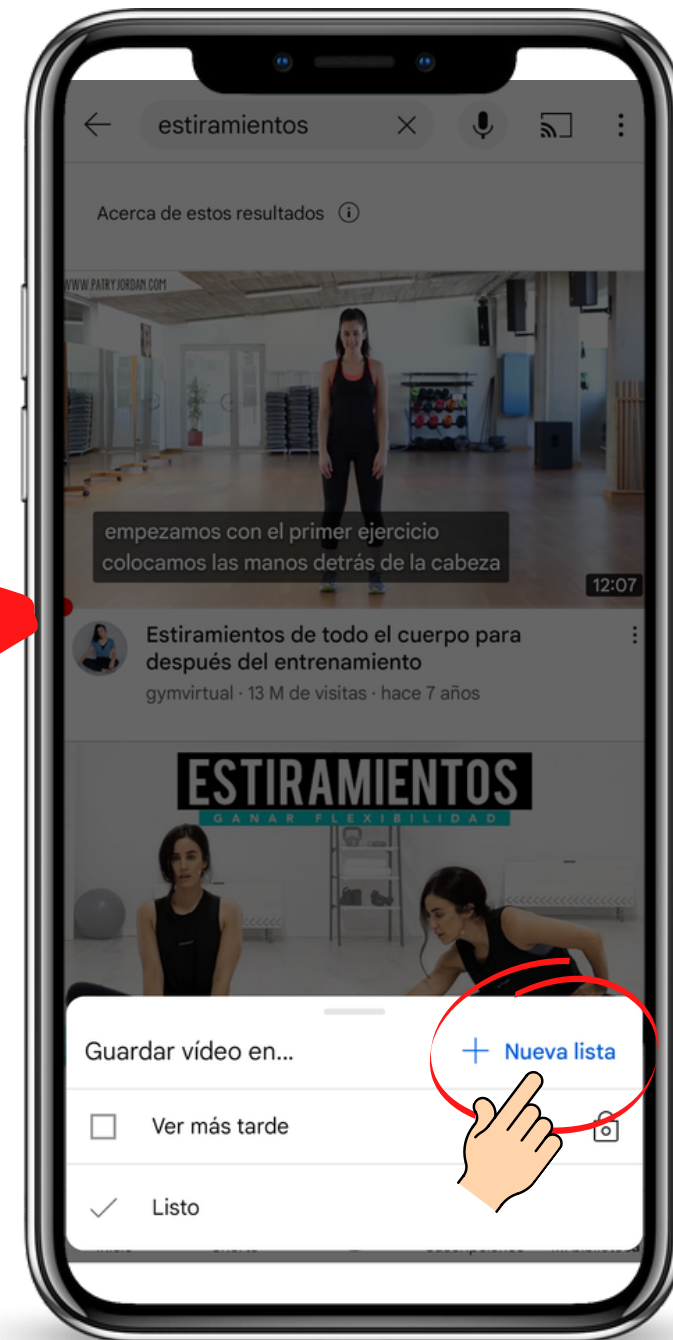 estiramientos
Acerca de estos resultados
WWW.PATRYJORDAN.COM
empezamos con el primer ejercicio
colocamos las manos detrás de la cabeza
12:07
Estiramientos de todo el cuerpo para
después del entrenamiento
gymvirtual · 13 M de visitas · hace 7 años
ESTIRAMIENTOS
GANAR FLEXIBILIDAD
Guardar vídeo en...
+ Nueva lista
Ver más tarde
Listo